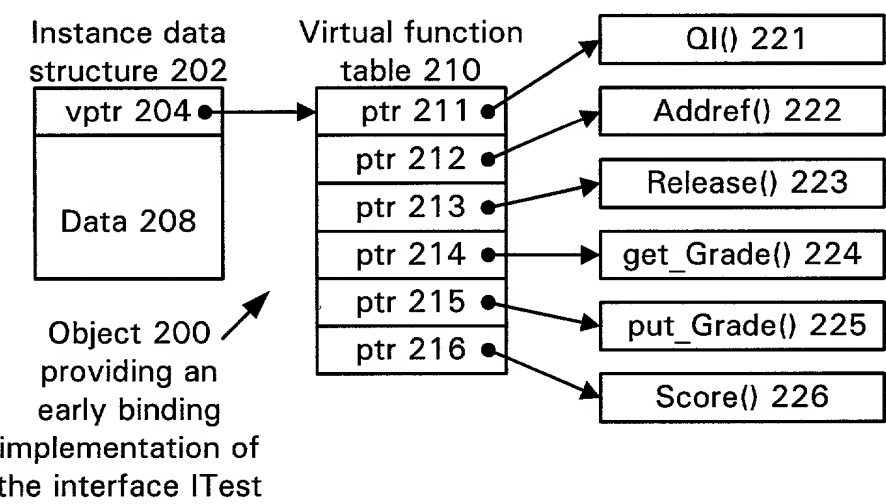 Instance data
structure 202
vptr 204
Data 208
Object 200
providing an
early binding
implementation of
the interface ITest
Virtual function
table 210
ptr 211
ptr 212
ptr 213
ptr 214
ptr 215
ptr 216
QI() 221
Addref() 222
Release() 223
get_Grade() 224
put_Grade() 225
Score() 226